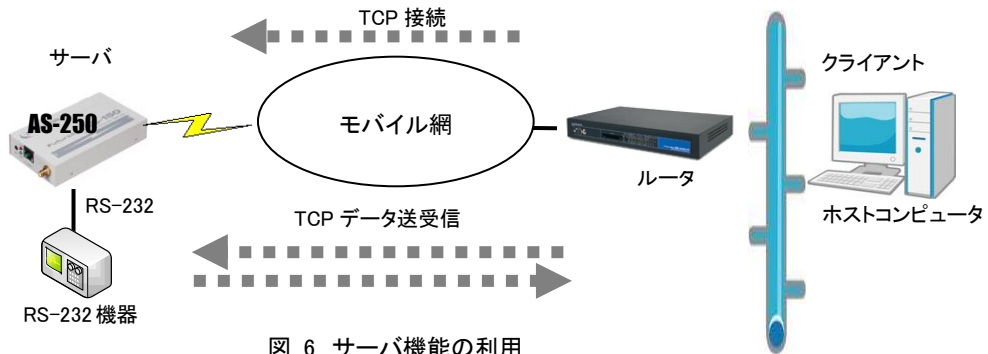 TCP 接続
サーバ
クライアント
AS-250
モバイル網
ルータ
RS-232
TCP データ送受信
ホストコンピュータ
RS-232 機器
図 6 サーバ機能の利用